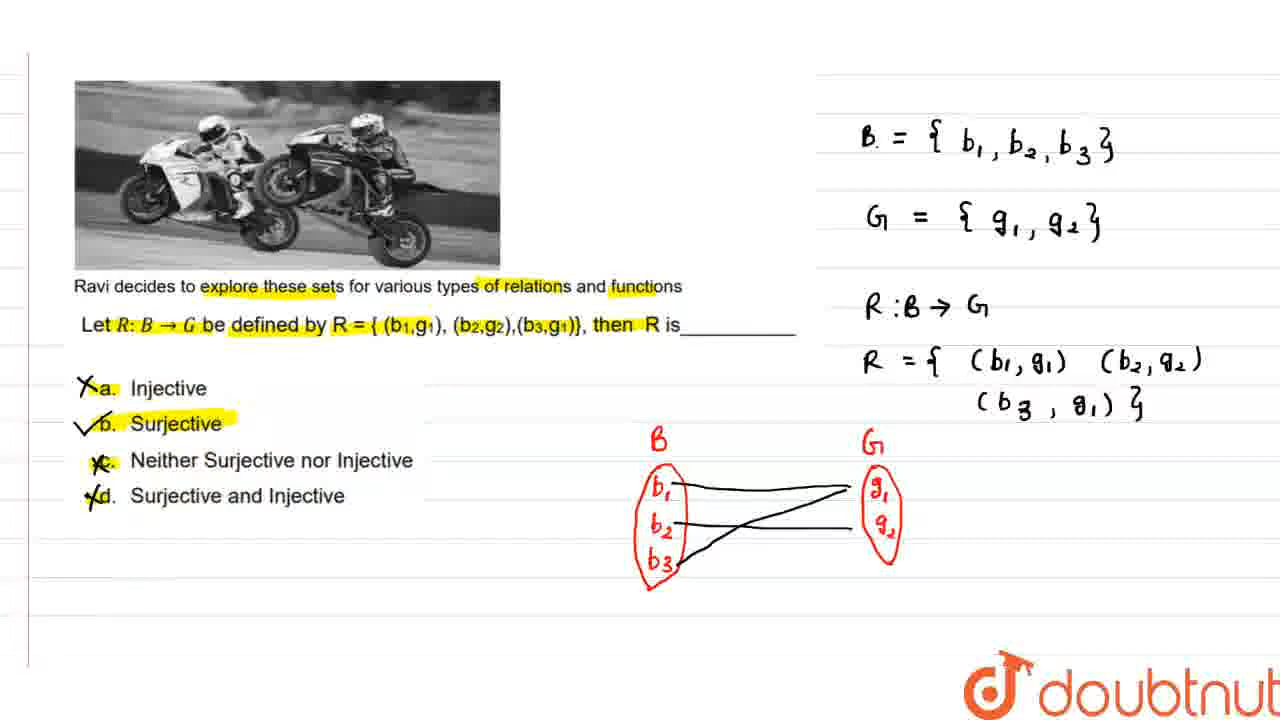 B = { b1, b2, b3}
G = { g1, g2}
Ravi decides to explore these sets for various types of relations and functions
Let R: B → G be defined by R = { (b1,g1), (b2,g2),(b3,g1)}, then R is__________
R : B → G
R = { (b1, g1) (b2, g2)
(b3, g1) }
a. Injective
b. Surjective
c. Neither Surjective nor Injective
d. Surjective and Injective
B G
b1 g1
b2 g2
b3
doubtnut